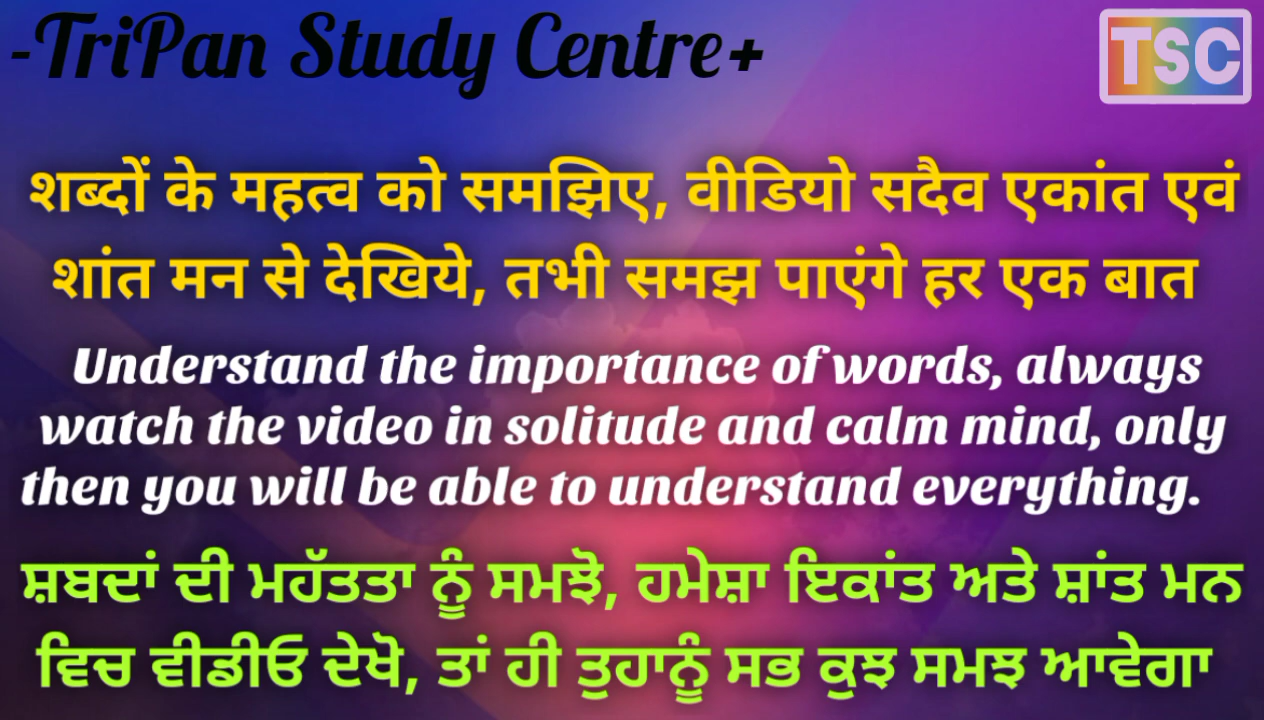 -TriPan Study Centre+
TSC
शब्दों के महत्व को समझिए, वीडियो सदैव एकांत एवं
शांत मन से देखिये, तभी समझ पाएंगे हर एक बात
Understand the importance of words, always
watch the video in solitude and calm mind, only
then you will be able to understand everything.
ਸ਼ਬਦਾਂ ਦੀ ਮਹੱਤਤਾ ਨੂੰ ਸਮਝੋ, ਹਮੇਸ਼ਾ ਇਕਾਂਤ ਅਤੇ ਸ਼ਾਂਤ ਮਨ
ਵਿਚ ਵੀਡੀਓ ਦੇਖੋ, ਤਾਂ ਹੀ ਤੁਹਾਨੂੰ ਸਭ ਕੁਝ ਸਮਝ ਆਵੇਗਾ